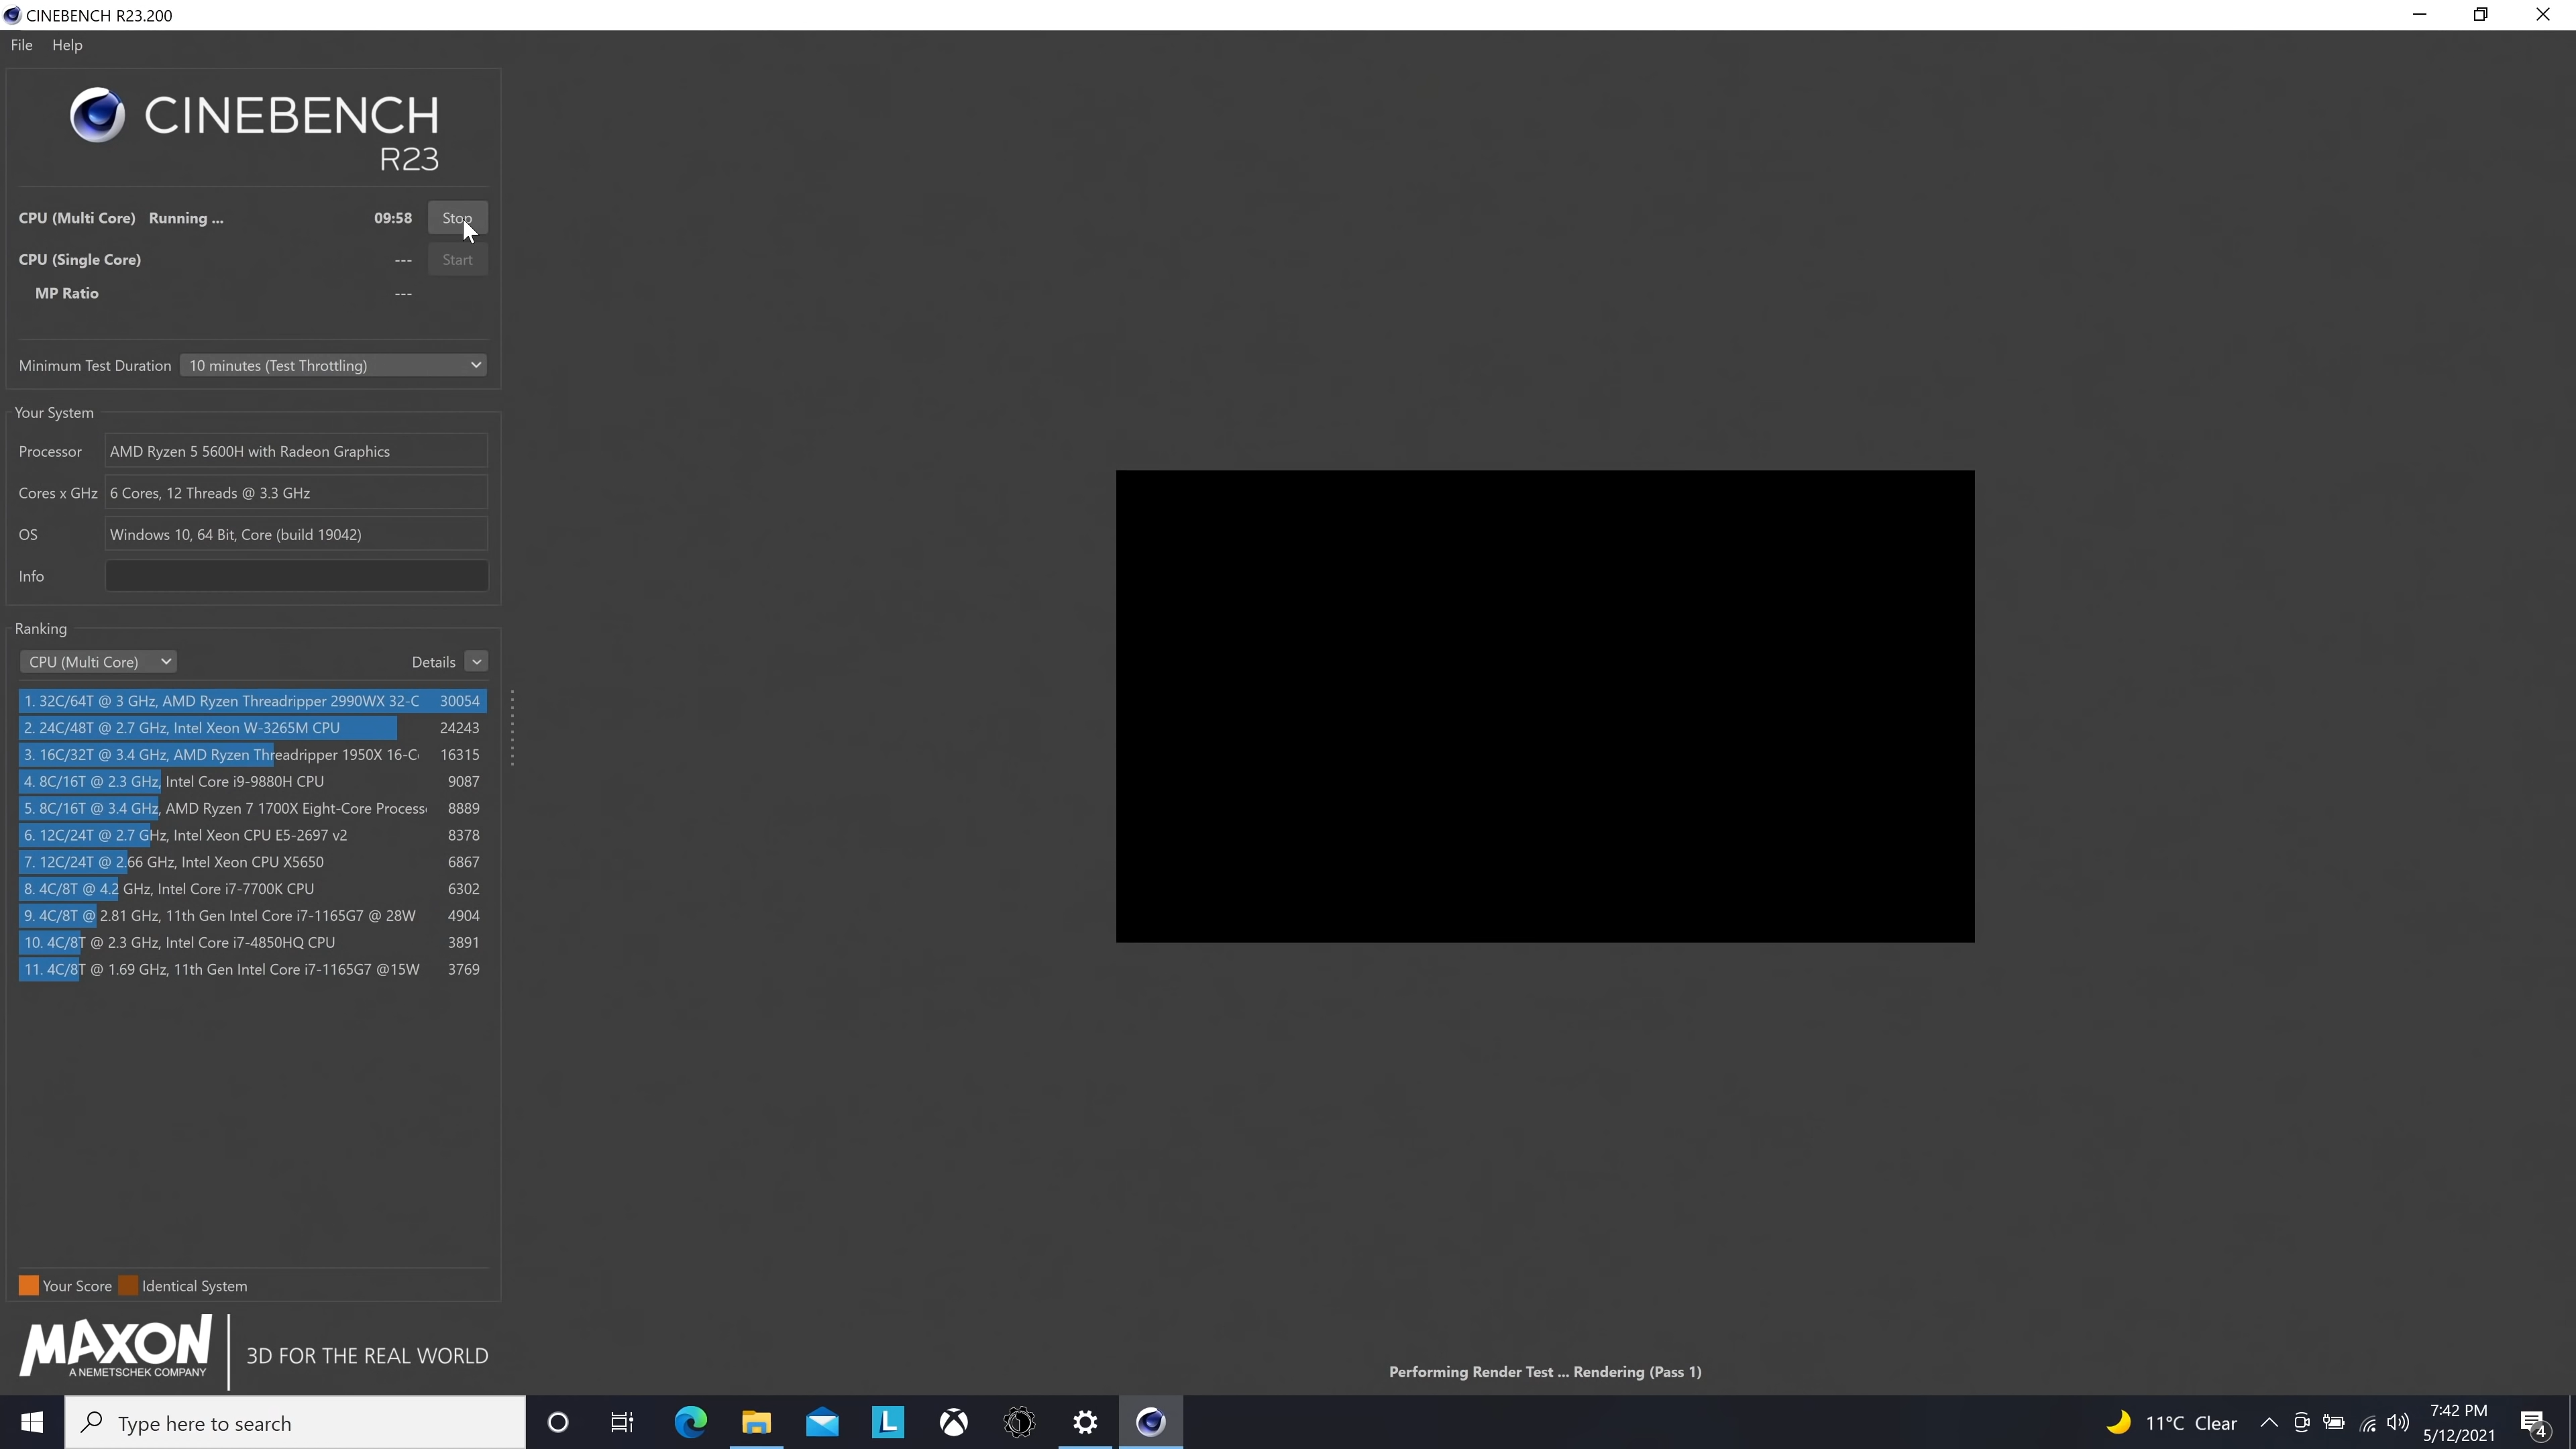 CINEBENCH R23.200
File Help
CINEBENCH
R23
CPU (Multi Core) Running ... 09:58 Stop
CPU (Single Core) --- Start
MP Ratio ---
Minimum Test Duration 10 minutes (Test Throttling)
Your System
Processor AMD Ryzen 5 5600H with Radeon Graphics
Cores x GHz 6 Cores, 12 Threads @ 3.3 GHz
OS Windows 10, 64 Bit, Core (build 19042)
Info
Ranking
CPU (Multi Core) Details
1. 32C/64T @ 3 GHz, AMD Ryzen Threadripper 2990WX 32-C 30054
2. 24C/48T @ 2.7 GHz, Intel Xeon W-3265M CPU 24243
3. 16C/32T @ 3.4 GHz, AMD Ryzen Threadripper 1950X 16-C 16315
4. 8C/16T @ 2.3 GHz, Intel Core i9-9880H CPU 9087
5. 8C/16T @ 3.4 GHz, AMD Ryzen 7 1700X Eight-Core Process 8889
6. 12C/24T @ 2.7 GHz, Intel Xeon CPU E5-2697 v2 8378
7. 12C/24T @ 2.66 GHz, Intel Xeon CPU X5650 6867
8. 4C/8T @ 4.2 GHz, Intel Core i7-7700K CPU 6302
9. 4C/8T @ 2.81 GHz, 11th Gen Intel Core i7-1165G7 @ 28W 4904
10. 4C/8T @ 2.3 GHz, Intel Core i7-4850HQ CPU 3891
11. 4C/8T @ 1.69 GHz, 11th Gen Intel Core i7-1165G7 @15W 3769
Your Score Identical System
MAXON
A NEMETSCHEK COMPANY
3D FOR THE REAL WORLD
Performing Render Test ... Rendering (Pass 1)
Type here to search
L
11°C Clear
7:42 PM
5/12/2021
4